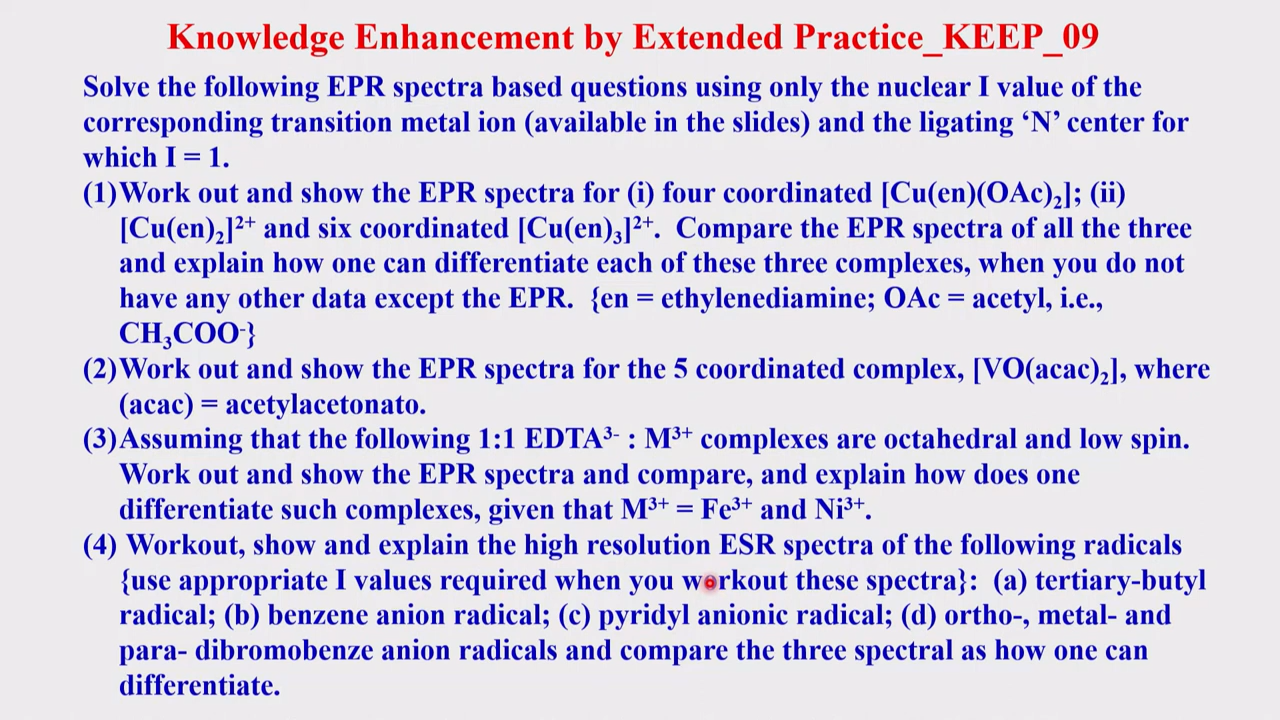 Knowledge Enhancement by Extended Practice_KEEP_09
Solve the following EPR spectra based questions using only the nuclear I value of the
corresponding transition metal ion (available in the slides) and the ligating ‘N’ center for
which I = 1.
(1)Work out and show the EPR spectra for (i) four coordinated [Cu(en)(OAc)₂]; (ii)
[Cu(en)₂]²⁺ and six coordinated [Cu(en)₃]²⁺. Compare the EPR spectra of all the three
and explain how one can differentiate each of these three complexes, when you do not
have any other data except the EPR. {en = ethylenediamine; OAc = acetyl, i.e.,
CH₃COO⁻}
(2)Work out and show the EPR spectra for the 5 coordinated complex, [VO(acac)₂], where
(acac) = acetylacetonato.
(3)Assuming that the following 1:1 EDTA³⁻ : M³⁺ complexes are octahedral and low spin.
Work out and show the EPR spectra and compare, and explain how does one
differentiate such complexes, given that M³⁺ = Fe³⁺ and Ni³⁺.
(4) Workout, show and explain the high resolution ESR spectra of the following radicals
{use appropriate I values required when you workout these spectra}: (a) tertiary-butyl
radical; (b) benzene anion radical; (c) pyridyl anionic radical; (d) ortho-, metal- and
para- dibromobenze anion radicals and compare the three spectral as how one can
differentiate.